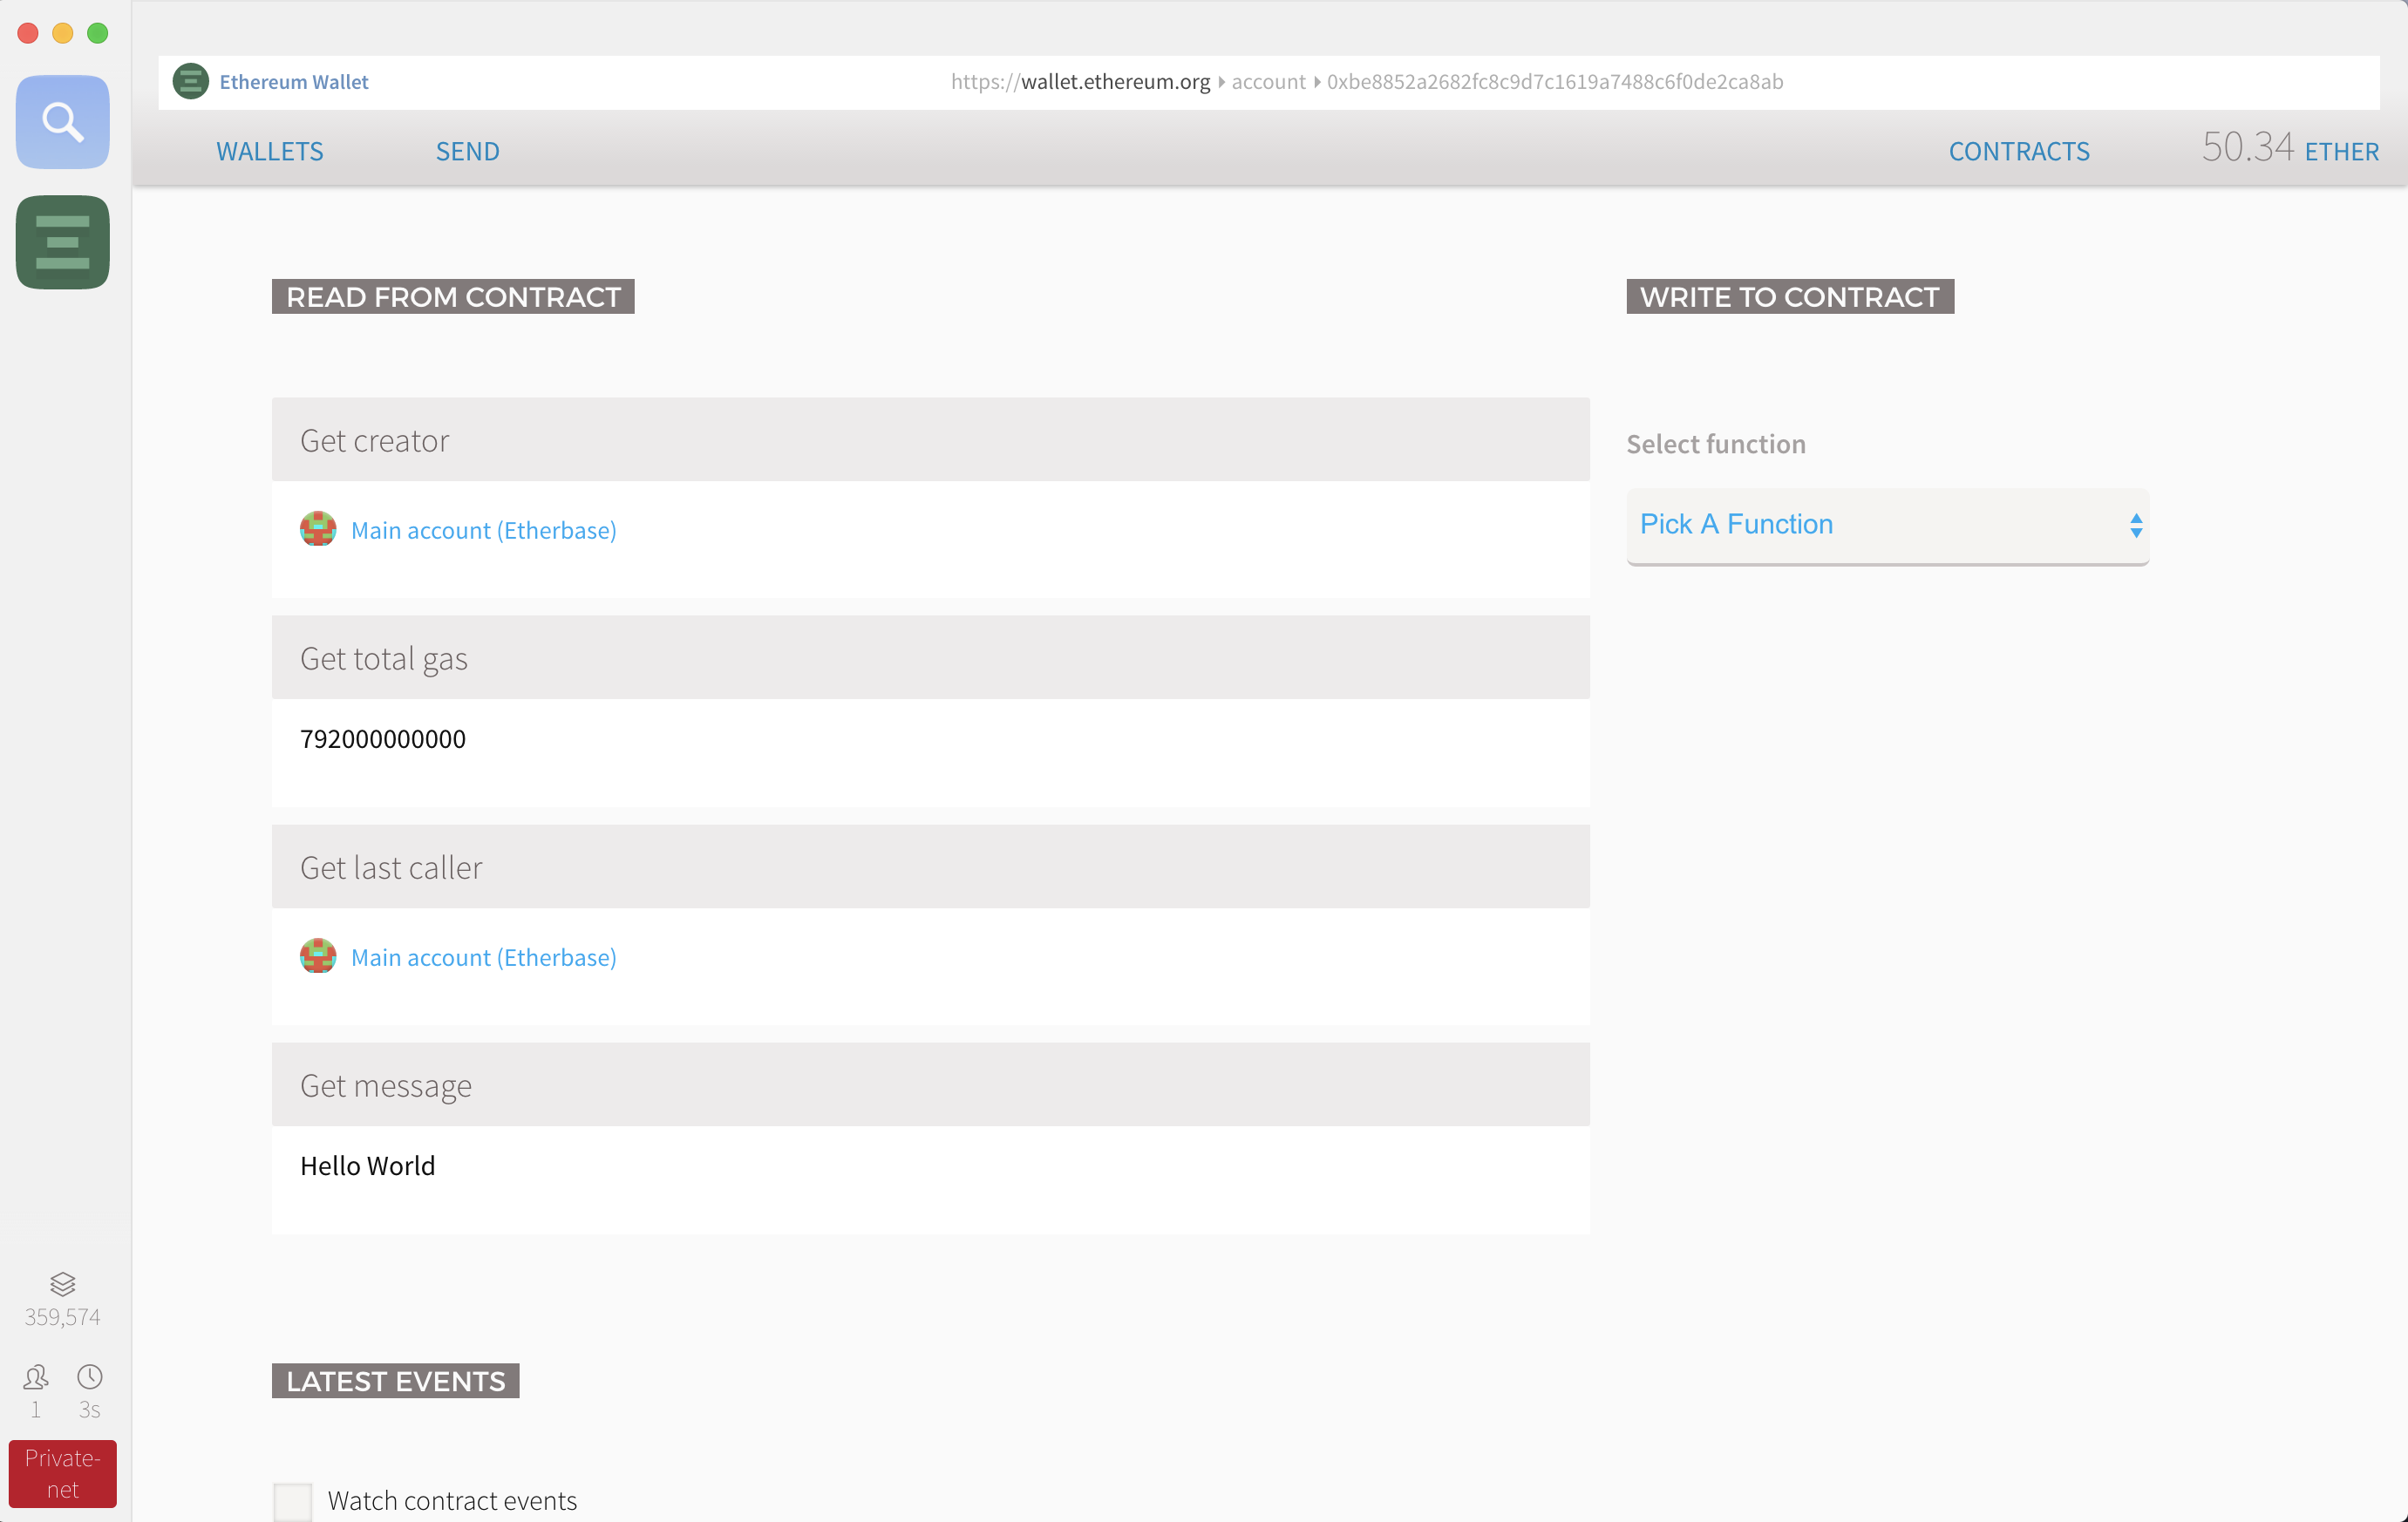 Ethereum Wallet
https://wallet.ethereum.org account 0xbe8852a2682fc8c9d7c1619a7488c6f0de2ca8ab
WALLETS SEND CONTRACTS 50.34 ETHER
READ FROM CONTRACT
Get creator
Main account (Etherbase)
Get total gas
792000000000
Get last caller
Main account (Etherbase)
Get message
Hello World
WRITE TO CONTRACT
Select function
Pick A Function
LATEST EVENTS
Watch contract events
359,574
1 3s
Private-
net